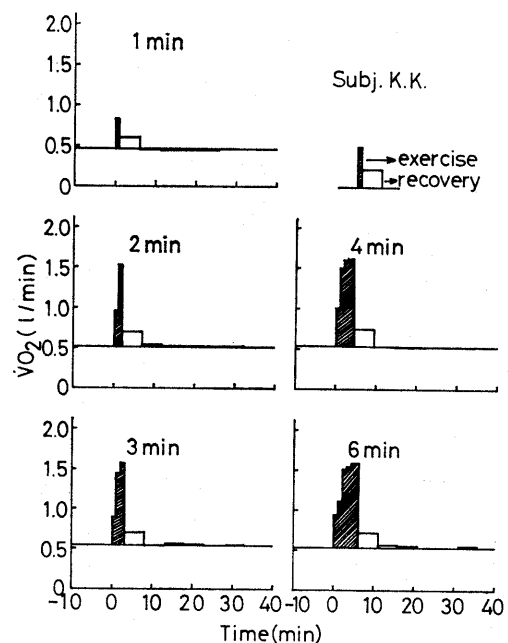 2.0
1 min
1.5
Subj. K.K.
1.0
0.5
→exercise
→recovery
0
2.0
2 min
4 min
1.5
1.0
0.5
0
V̇O2(l/min)
2.0
3 min
6 min
1.5
1.0
0.5
0
-10 0 10 20 30 40 -10 0 10 20 30 40
Time(min)